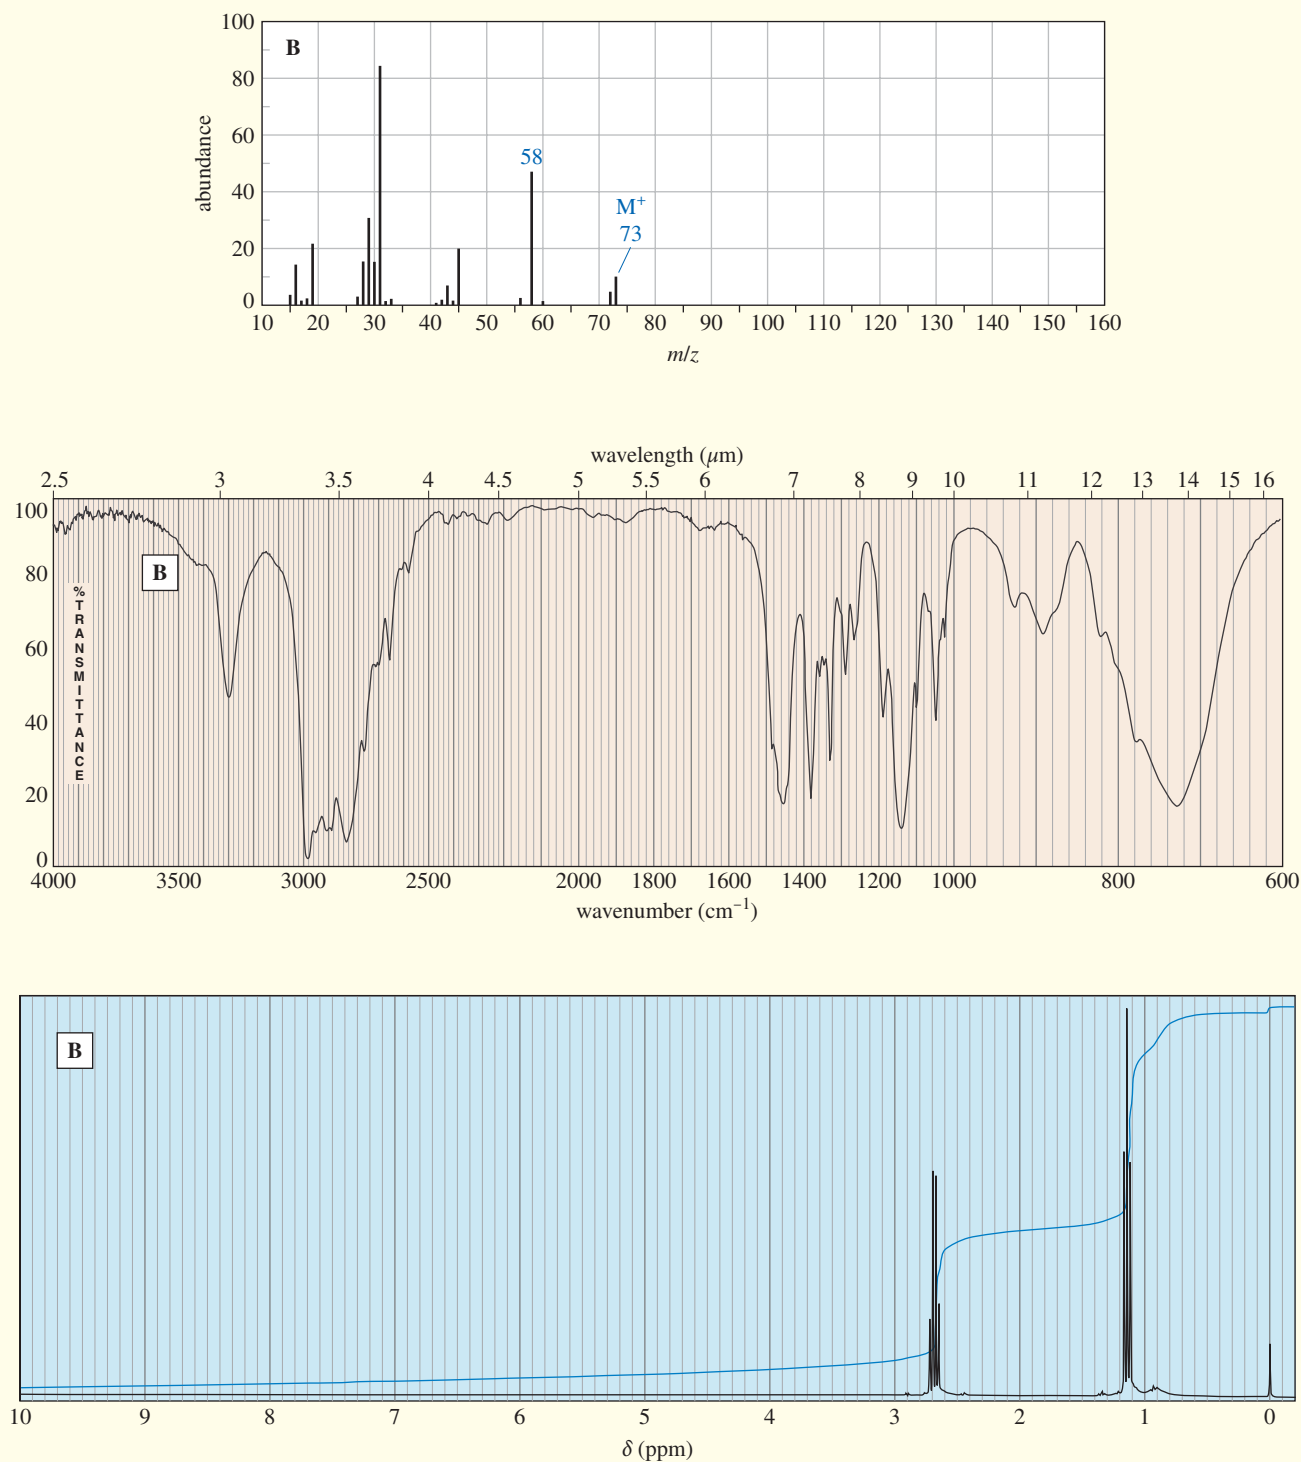 B
100
80
60
40
20
0
abundance
58
M⁺
73
10 20 30 40 50 60 70 80 90 100 110 120 130 140 150 160
m/z
wavelength (μm)
2.5 3 3.5 4 4.5 5 5.5 6 7 8 9 10 11 12 13 14 15 16
100
80
60
40
20
0
B
%TRANSMITTANCE
4000 3500 3000 2500 2000 1800 1600 1400 1200 1000 800 600
wavenumber (cm⁻¹)
B
10 9 8 7 6 5 4 3 2 1 0
δ (ppm)